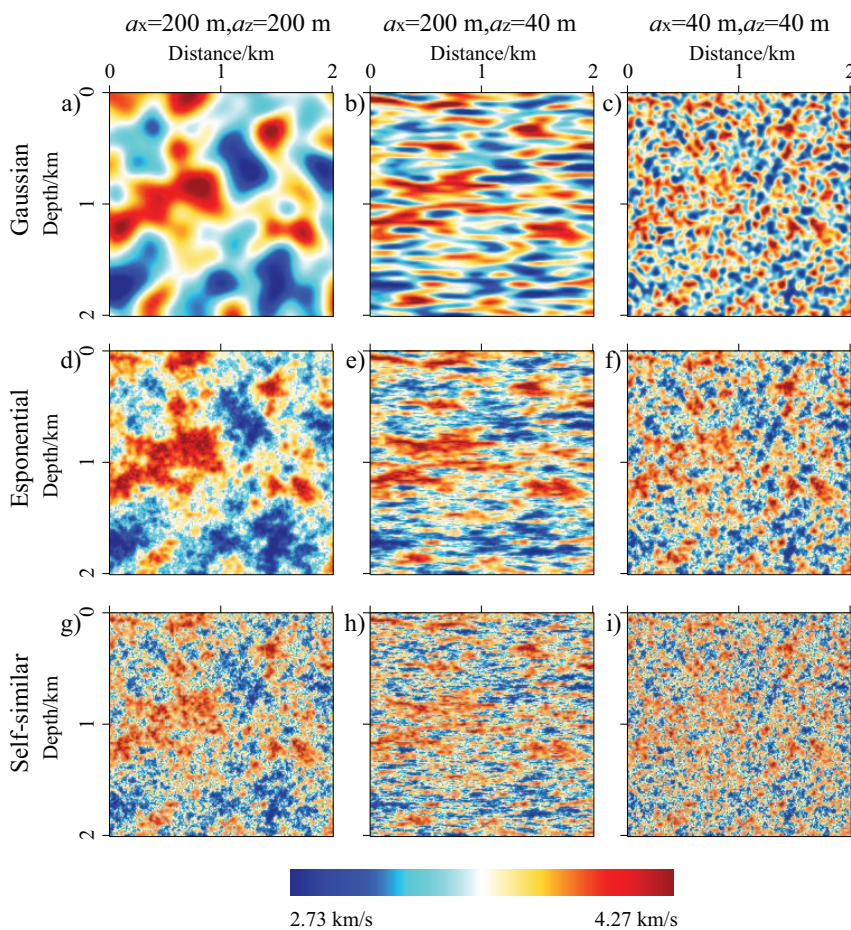 ax=200 m,az=200 m
ax=200 m,az=40 m
ax=40 m,az=40 m
Distance/km
Distance/km
Distance/km
0 1 2
0 1 2
0 1 2
Gaussian
Depth/km
0
1
2
a)
b)
c)
Esponential
Depth/km
0
1
2
d)
e)
f)
Self-similar
Depth/km
0
1
2
g)
h)
i)
2.73 km/s
4.27 km/s